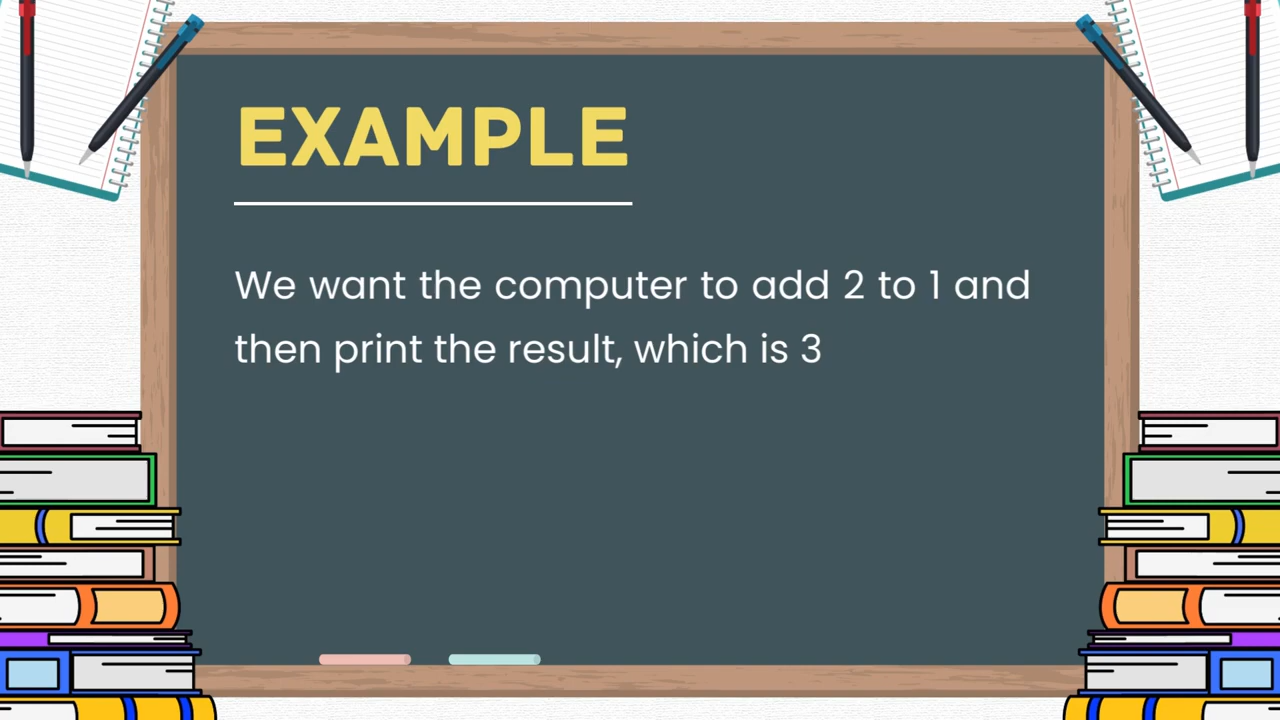 EXAMPLE
We want the computer to add 2 to 1 and
then print the result, which is 3